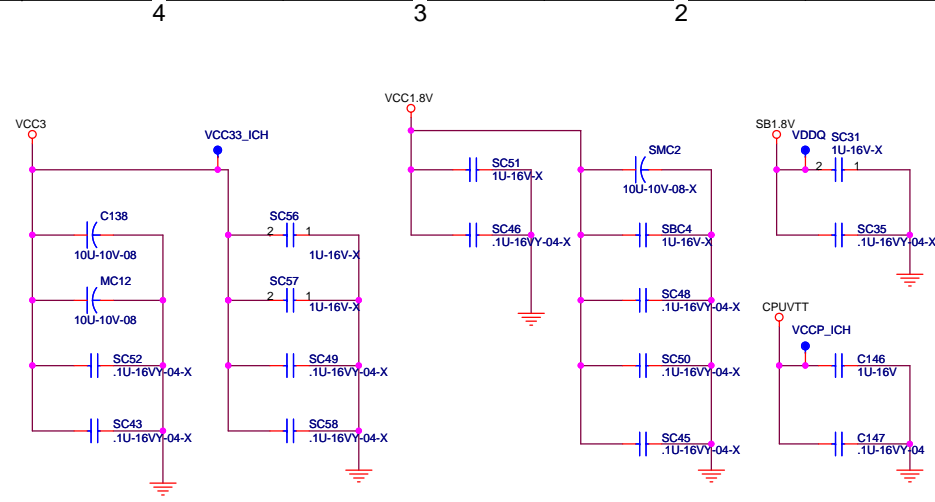 4
3
2
VCC3
VCC33_ICH
C138
10U-10V-08
MC12
10U-10V-08
SC52
.1U-16VY-04-X
SC43
.1U-16VY-04-X
SC56
2
1
1U-16V-X
SC57
2
1
1U-16V-X
SC49
.1U-16VY-04-X
SC58
.1U-16VY-04-X
VCC1.8V
SC51
1U-16V-X
SC46
.1U-16VY-04-X
SMC2
10U-10V-08-X
SBC4
1U-16V-X
SC48
.1U-16VY-04-X
SC50
.1U-16VY-04-X
SC45
.1U-16VY-04-X
SB1.8V
VDDQ
SC31
1U-16V-X
2
1
SC35
.1U-16VY-04-X
CPUVTT
VCCP_ICH
C146
1U-16V
C147
.1U-16VY-04